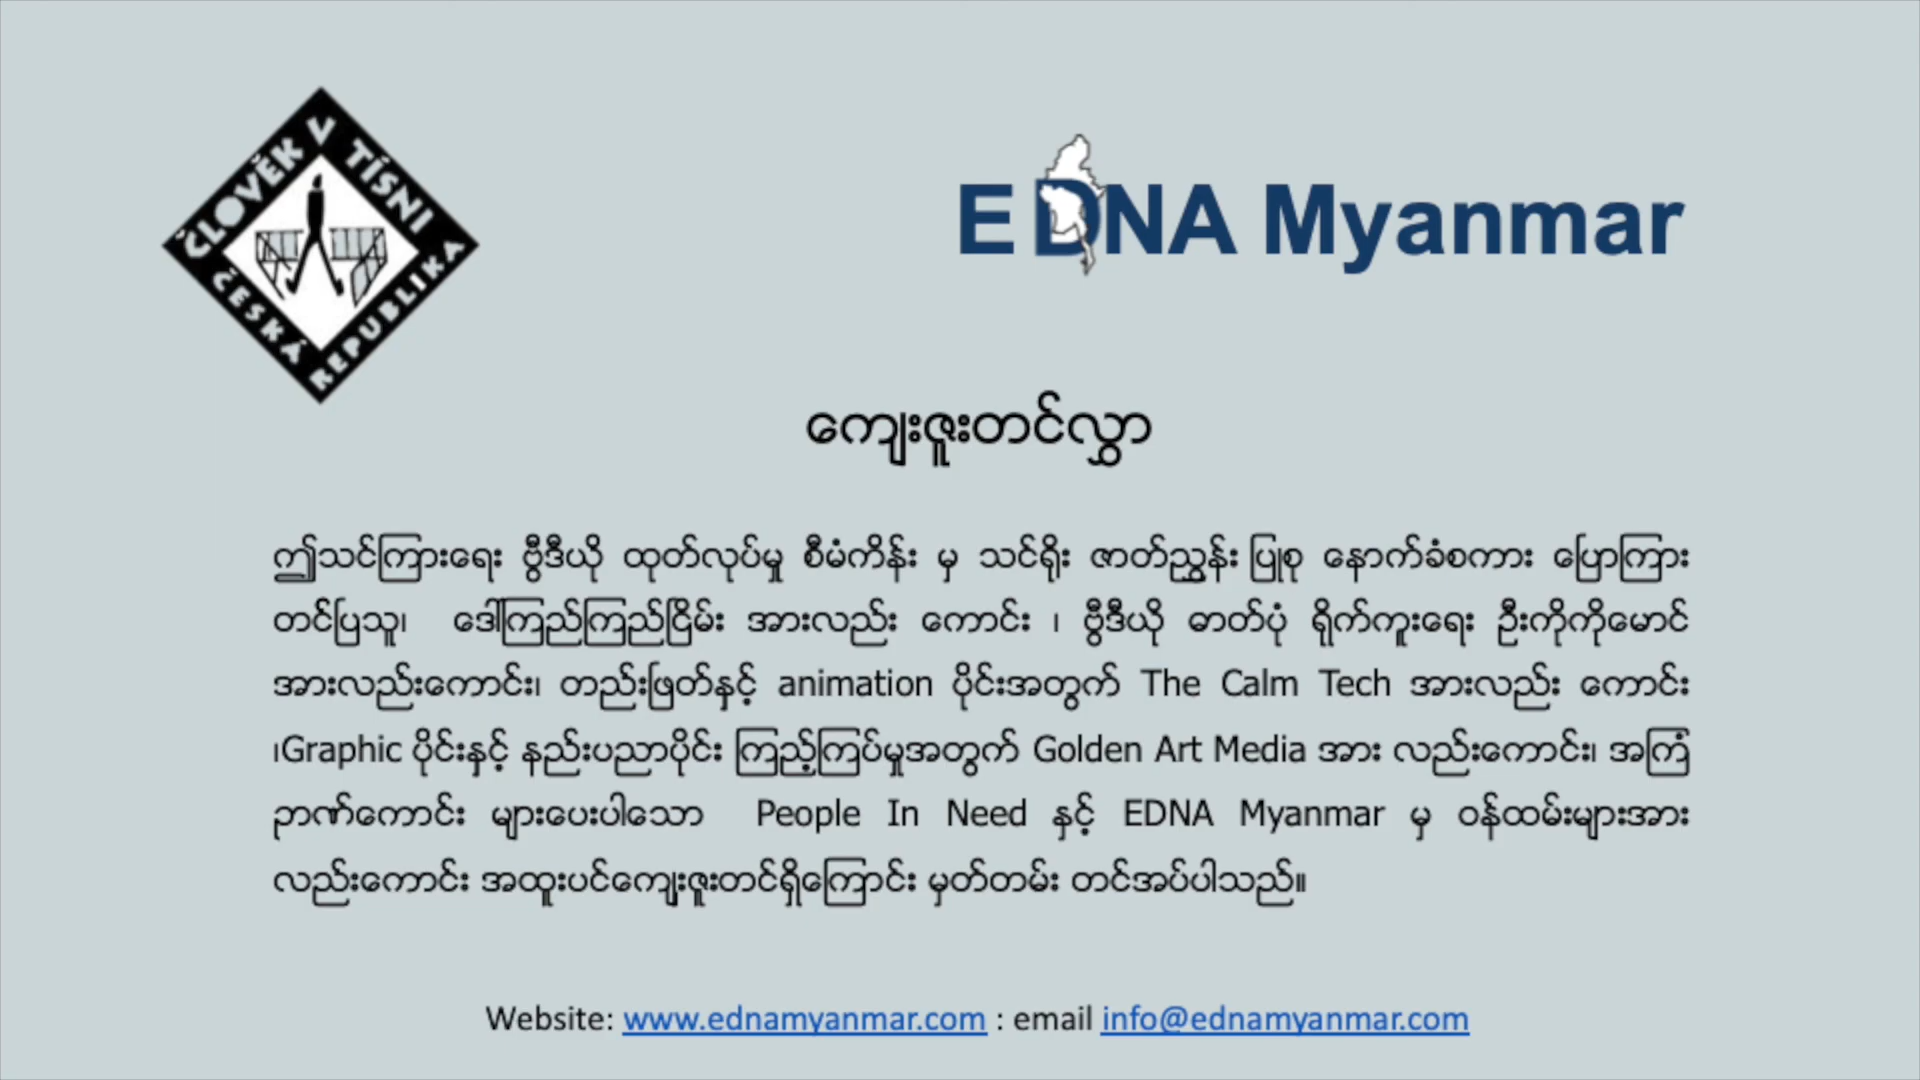 ČLOVĚK V TÍSNI
ČESKÁ REPUBLIKA
EDNA Myanmar
ကျေးဇူးတင်လွှာ
ဤသင်ကြားရေး ဗွီဒီယို ထုတ်လုပ်မှု စီမံကိန်း မှ သင်ရိုး ဇာတ်ညွှန်း ပြုစု နောက်ခံစကား ပြောကြား
တင်ပြသူ၊ ဒေါ်ကြည်ကြည်ငြိမ်း အားလည်း ကောင်း ၊ ဗွီဒီယို ဓာတ်ပုံ ရိုက်ကူးရေး ဦးကိုကိုမောင်
အားလည်းကောင်း၊ တည်းဖြတ်နှင့် animation ပိုင်းအတွက် The Calm Tech အားလည်း ကောင်း
၊Graphic ပိုင်းနှင့် နည်းပညာပိုင်း ကြည့်ကြပ်မှုအတွက် Golden Art Media အား လည်းကောင်း၊ အကြံ
ဉာဏ်ကောင်း များပေးပါသော People In Need နှင့် EDNA Myanmar မှ ဝန်ထမ်းများအား
လည်းကောင်း အထူးပင်ကျေးဇူးတင်ရှိကြောင်း မှတ်တမ်း တင်အပ်ပါသည်။
Website: www.ednamyanmar.com : email info@ednamyanmar.com